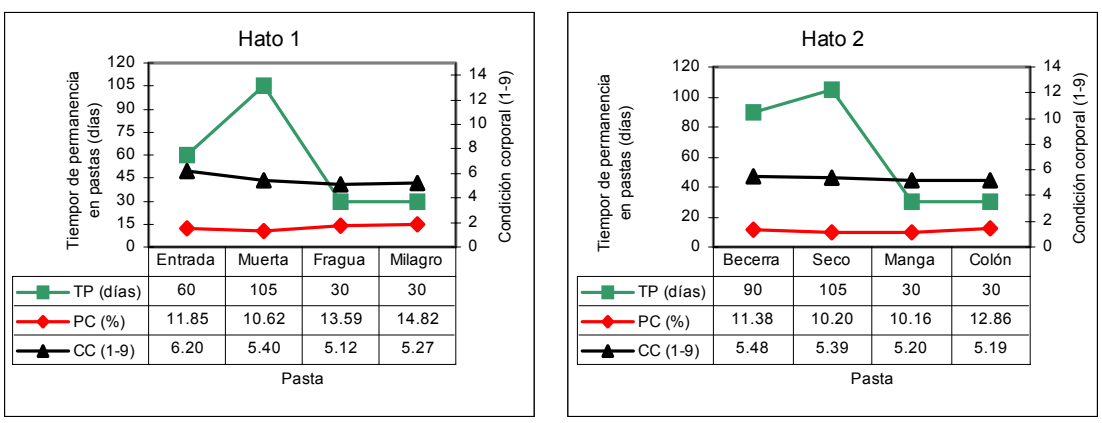 Hato 1
Tiempor de permanencia
en pastas (días)
120
105
90
75
60
45
30
15
0
14
12
10
8
6
4
2
0
Condición corporal (1-9)
Entrada Muerta Fragua Milagro
TP (días) 60 105 30 30
PC (%) 11.85 10.62 13.59 14.82
CC (1-9) 6.20 5.40 5.12 5.27
Pasta
Hato 2
Tiempor de permanencia
en pastas (días)
120
100
80
60
40
20
0
14
12
10
8
6
4
2
0
Condición corporal (1-9)
Becerra Seco Manga Colón
TP (días) 90 105 30 30
PC (%) 11.38 10.20 10.16 12.86
CC (1-9) 5.48 5.39 5.20 5.19
Pasta